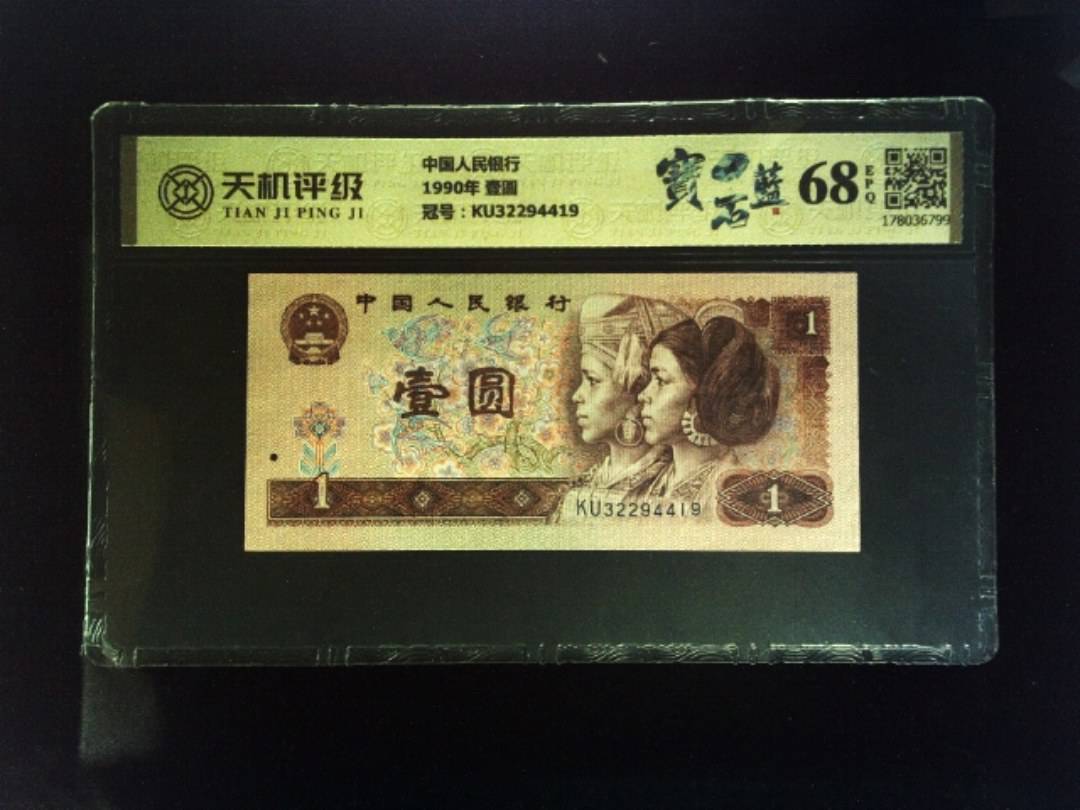 天机评级
TIAN JI PING JI
中国人民银行
1990年 壹圆
冠号：KU32294419
寶石藍
68
EPQ
178036799
中国人民银行
1
壹圆
1
KU32294419
1